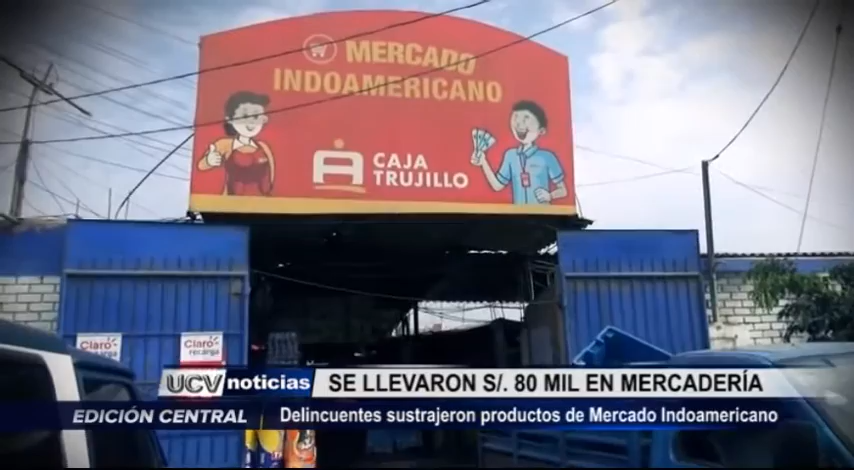 MERCADO
INDOAMERICANO
CAJA
TRUJILLO
Claro
recarga
Claro
recarga
UCV noticias
SE LLEVARON S/. 80 MIL EN MERCADERÍA
EDICIÓN CENTRAL
Delincuentes sustrajeron productos de Mercado Indoamericano